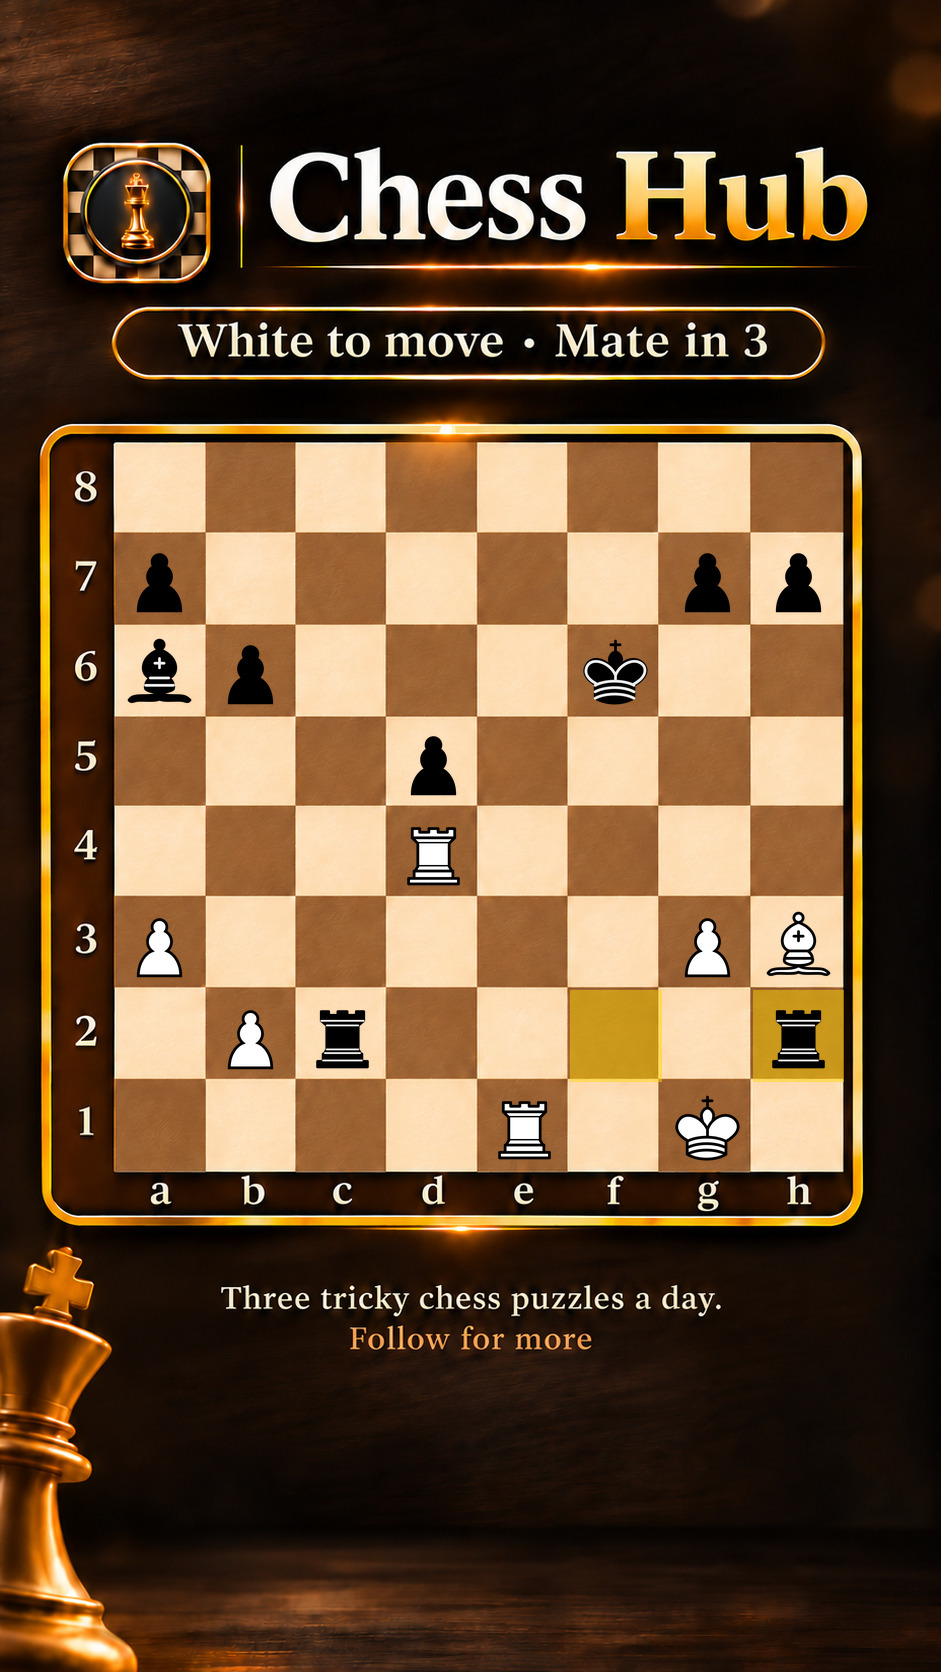 Chess Hub
White to move • Mate in 3
8
7
6
5
4
3
2
1
a b c d e f g h
Three tricky chess puzzles a day.
Follow for more